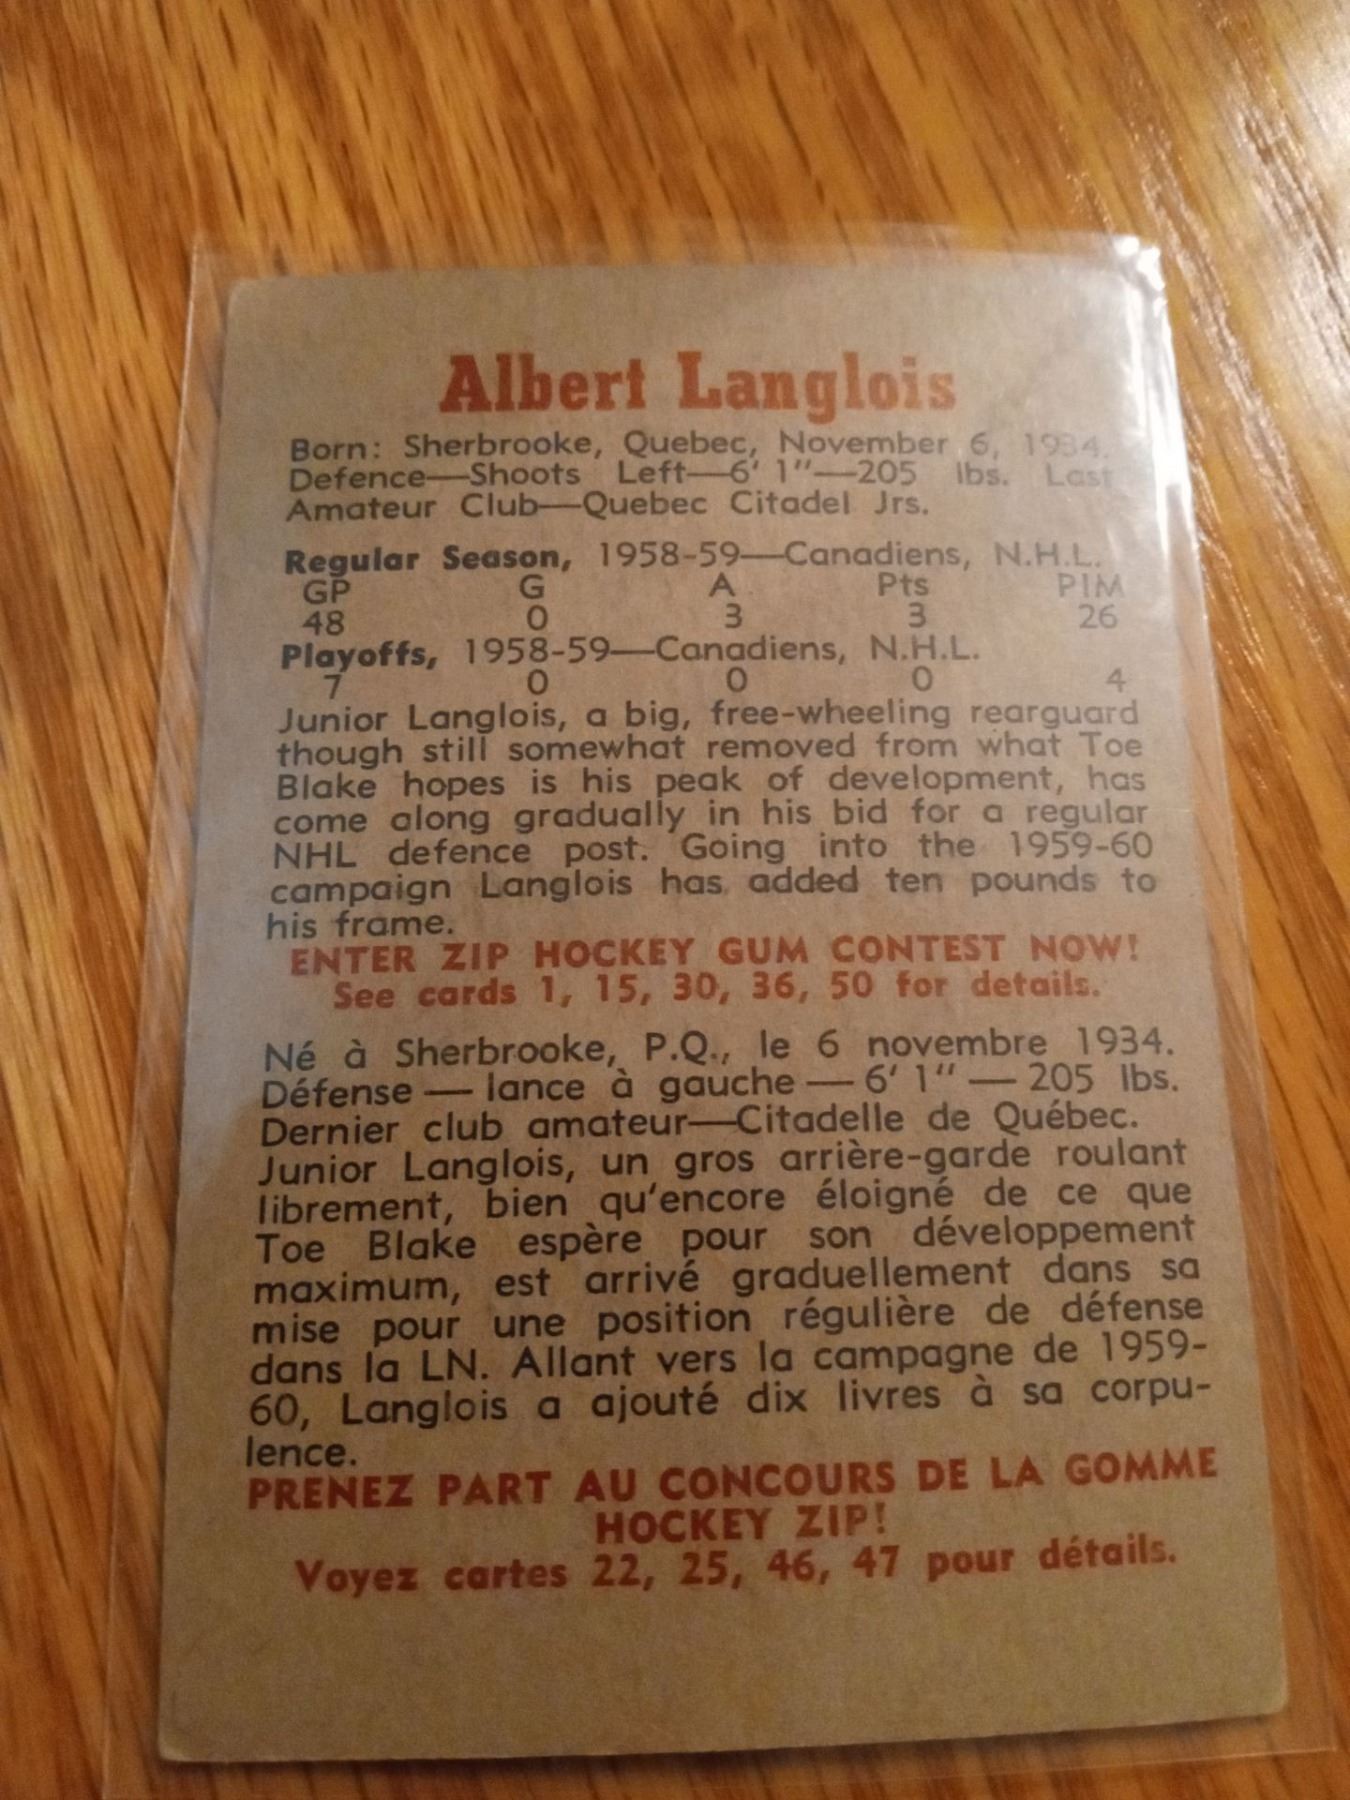 Albert Langlois
Born: Sherbrooke, Quebec, November 6, 1934.
Defence—Shoots Left—6' 1"—205 lbs. Last
Amateur Club—Quebec Citadel Jrs.
Regular Season, 1958-59—Canadiens, N.H.L.
GP G A Pts PIM
48 0 3 3 26
Playoffs, 1958-59—Canadiens, N.H.L.
7 0 0 0 4
Junior Langlois, a big, free-wheeling rearguard
though still somewhat removed from what Toe
Blake hopes is his peak of development, has
come along gradually in his bid for a regular
NHL defence post. Going into the 1959-60
campaign Langlois has added ten pounds to
his frame.
ENTER ZIP HOCKEY GUM CONTEST NOW!
See cards 1, 15, 30, 36, 50 for details.
Né à Sherbrooke, P.Q., le 6 novembre 1934.
Défense — lance à gauche — 6' 1" — 205 lbs.
Dernier club amateur—Citadelle de Québec.
Junior Langlois, un gros arrière-garde roulant
librement, bien qu'encore éloigné de ce que
Toe Blake espère pour son développement
maximum, est arrivé graduellement dans sa
mise pour une position régulière de défense
dans la LN. Allant vers la campagne de 1959-
60, Langlois a ajouté dix livres à sa corpu-
lence.
PRENEZ PART AU CONCOURS DE LA GOMME
HOCKEY ZIP!
Voyez cartes 22, 25, 46, 47 pour détails.